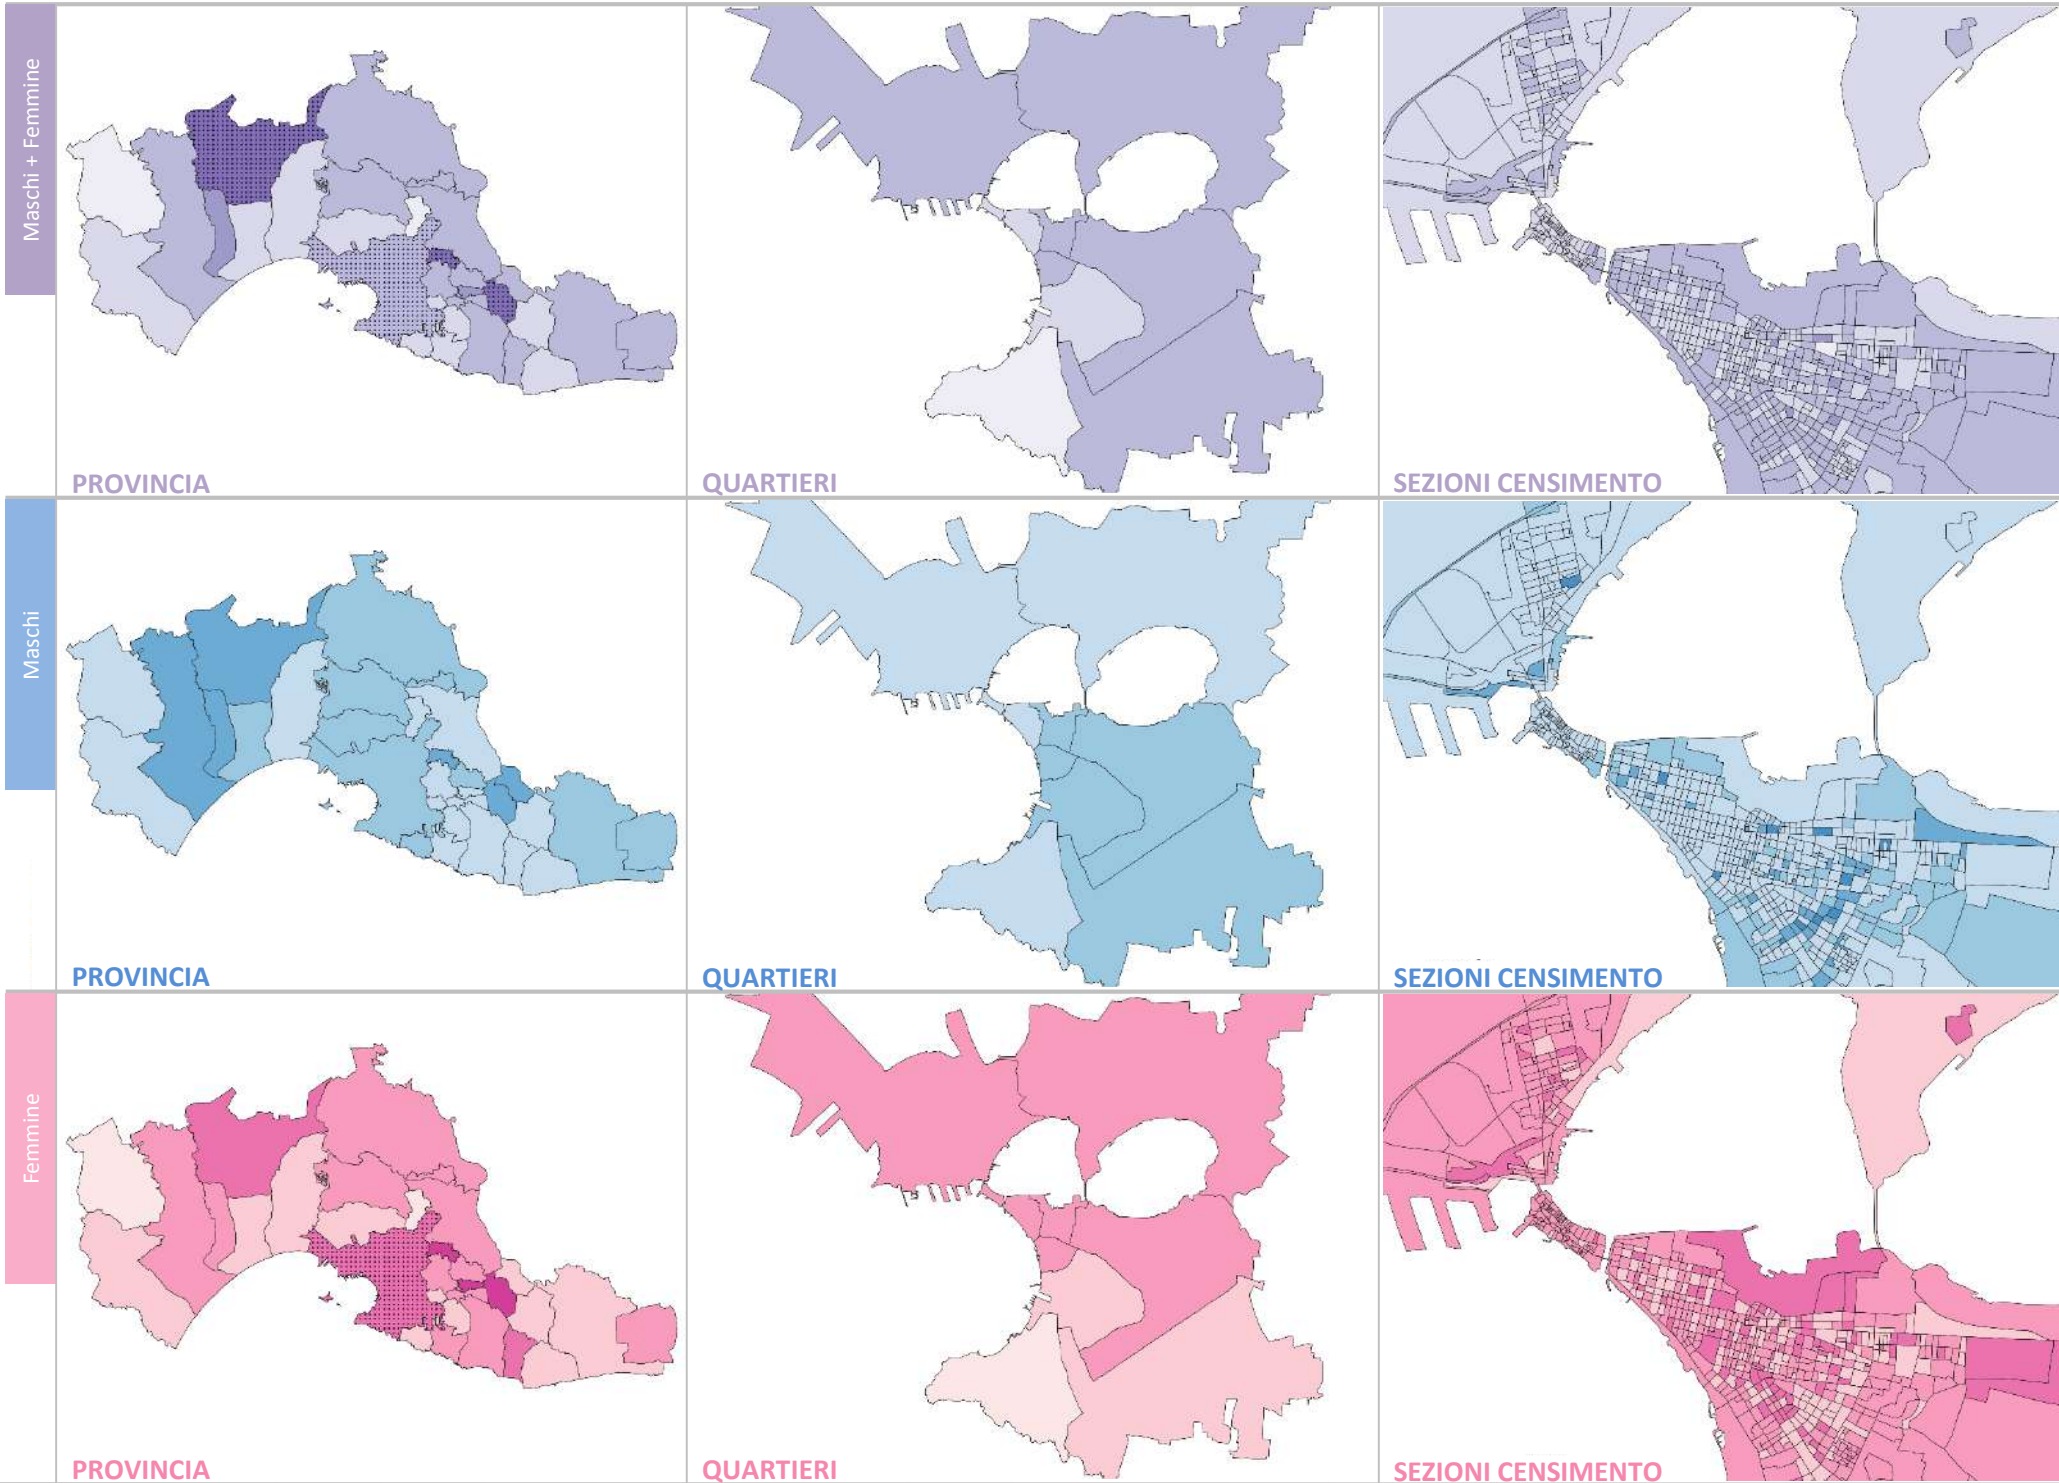 Maschi + Femmine
PROVINCIA
QUARTIERI
SEZIONI CENSIMENTO
Maschi
PROVINCIA
QUARTIERI
SEZIONI CENSIMENTO
Femmine
PROVINCIA
QUARTIERI
SEZIONI CENSIMENTO